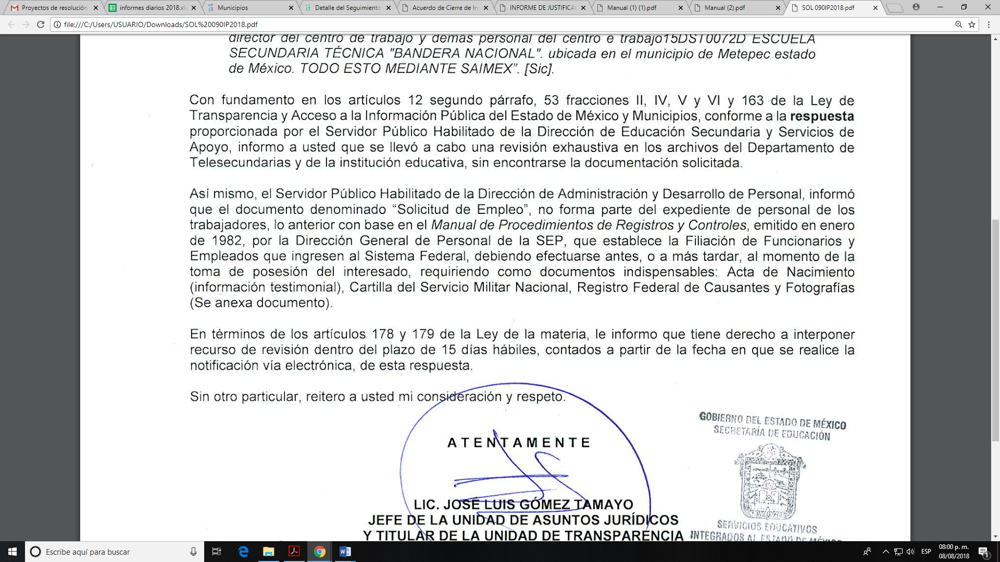 Proyectos de resolución
informes diarios 2018.xls
Municipios
Detalle del Seguimiento
Acuerdo de Cierre de In
INFORME DE JUSTIFICA
Manual (1) (1).pdf
Manual (2).pdf
SOL 090IP2018.pdf
file:///C:/Users/USUARIO/Downloads/SOL%20090IP2018.pdf
director del centro de trabajo y demás personal del centro e trabajo15DST0072D ESCUELA
SECUNDARIA TÉCNICA "BANDERA NACIONAL". ubicada en el municipio de Metepec estado
de México. TODO ESTO MEDIANTE SAIMEX”. [Sic].
Con fundamento en los artículos 12 segundo párrafo, 53 fracciones II, IV, V y VI y 163 de la Ley de
Transparencia y Acceso a la Información Pública del Estado de México y Municipios, conforme a la respuesta
proporcionada por el Servidor Público Habilitado de la Dirección de Educación Secundaria y Servicios de
Apoyo, informo a usted que se llevó a cabo una revisión exhaustiva en los archivos del Departamento de
Telesecundarias y de la institución educativa, sin encontrarse la documentación solicitada.
Así mismo, el Servidor Público Habilitado de la Dirección de Administración y Desarrollo de Personal, informó
que el documento denominado “Solicitud de Empleo”, no forma parte del expediente de personal de los
trabajadores, lo anterior con base en el Manual de Procedimientos de Registros y Controles, emitido en enero
de 1982, por la Dirección General de Personal de la SEP, que establece la Filiación de Funcionarios y
Empleados que ingresen al Sistema Federal, debiendo efectuarse antes, o a más tardar, al momento de la
toma de posesión del interesado, requiriendo como documentos indispensables: Acta de Nacimiento
(información testimonial), Cartilla del Servicio Militar Nacional, Registro Federal de Causantes y Fotografías
(Se anexa documento).
En términos de los artículos 178 y 179 de la Ley de la materia, le informo que tiene derecho a interponer
recurso de revisión dentro del plazo de 15 días hábiles, contados a partir de la fecha en que se realice la
notificación vía electrónica, de esta respuesta.
Sin otro particular, reitero a usted mi consideración y respeto.
A T E N T A M E N T E
LIC. JOSÉ LUIS GÓMEZ TAMAYO
JEFE DE LA UNIDAD DE ASUNTOS JURÍDICOS
Y TITULAR DE LA UNIDAD DE TRANSPARENCIA
GOBIERNO DEL ESTADO DE MÉXICO
SECRETARÍA DE EDUCACIÓN
SERVICIOS EDUCATIVOS
INTEGRADOS AL ESTADO DE MÉXICO
Escribe aquí para buscar
ESP
08:00 p. m.
08/08/2018
1